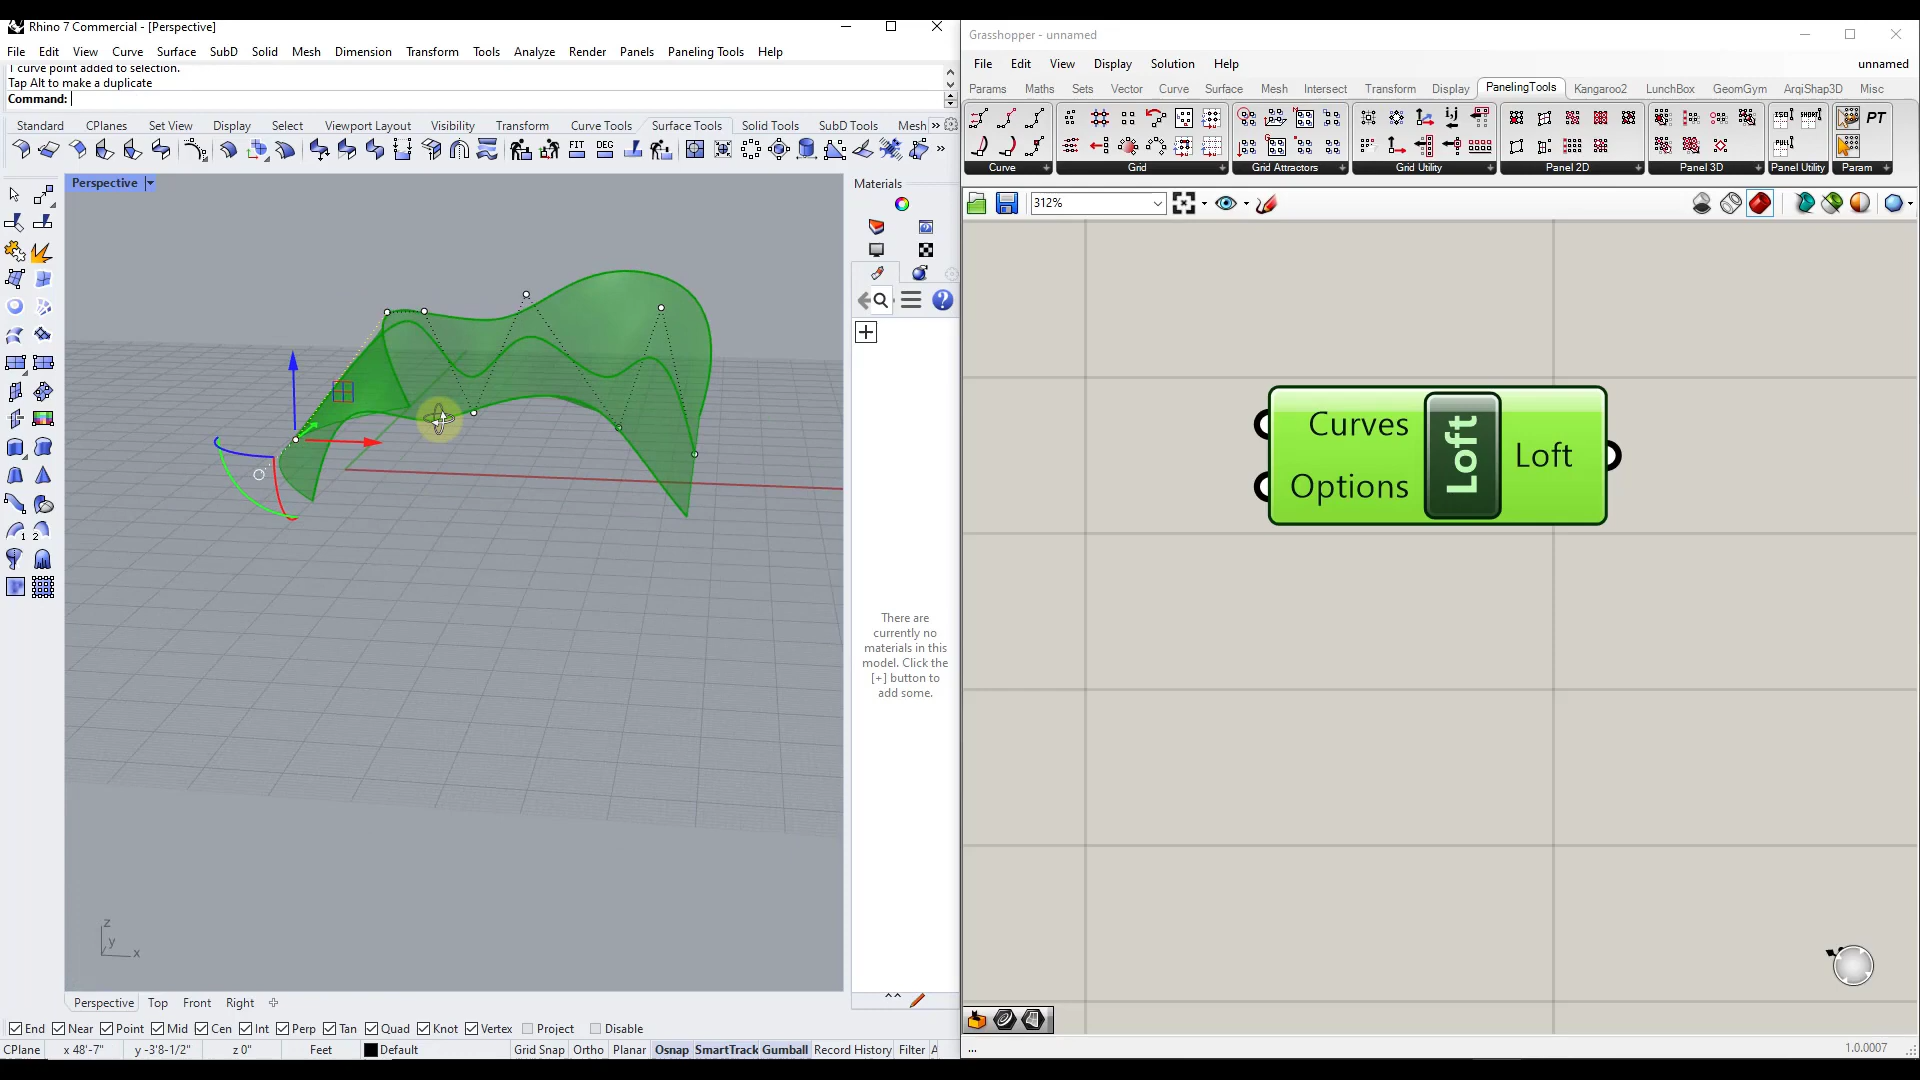 Rhino 7 Commercial - [Perspective]
File Edit View Curve Surface SubD Solid Mesh Dimension Transform Tools Analyze Render Panels Paneling Tools Help
1 curve point added to selection.
Tap Alt to make a duplicate
Command:
Standard CPlanes Set View Display Select Viewport Layout Visibility Transform Curve Tools Surface Tools Solid Tools SubD Tools Mesh »
FIT DEG
Perspective
Materials
There are
currently no
materials in this
model. Click the
[+] button to
add some.
z
y
x
1 2
Perspective Top Front Right
End Near Point Mid Cen Int Perp Tan Quad Knot Vertex Project Disable
CPlane x 48'-7" y -3'8-1/2" z 0" Feet Default Grid Snap Ortho Planar Osnap SmartTrack Gumball Record History Filter A
Grasshopper - unnamed
File Edit View Display Solution Help unnamed
Params Maths Sets Vector Curve Surface Mesh Intersect Transform Display PanelingTools Kangaroo2 LunchBox GeomGym ArqiShap3D Misc
ISO SHORT PT
PULL
Curve Grid Grid Attractors Grid Utility Panel 2D Panel 3D Panel Utility Param
312%
Curves
Options
Loft
Loft
... 1.0.0007